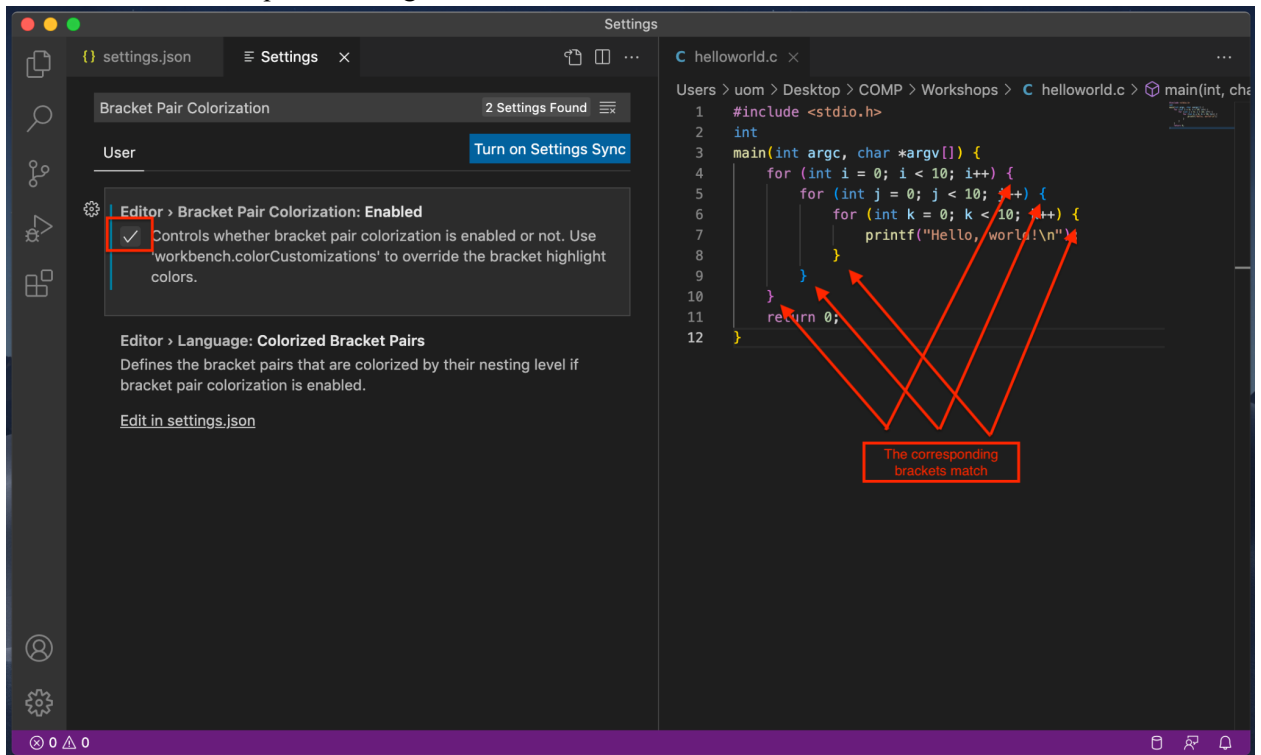 Settings
{} settings.json
Settings
C helloworld.c
Bracket Pair Colorization
2 Settings Found
User
Turn on Settings Sync
Editor › Bracket Pair Colorization: Enabled
Controls whether bracket pair colorization is enabled or not. Use
'workbench.colorCustomizations' to override the bracket highlight
colors.
Editor › Language: Colorized Bracket Pairs
Defines the bracket pairs that are colorized by their nesting level if
bracket pair colorization is enabled.
Edit in settings.json
Users > uom > Desktop > COMP > Workshops > C helloworld.c > main(int, cha
1 #include <stdio.h>
2 int
3 main(int argc, char *argv[]) {
4 for (int i = 0; i < 10; i++) {
5 for (int j = 0; j < 10; j++) {
6 for (int k = 0; k < 10; k++) {
7 printf("Hello, world!\n");
8 }
9 }
10 }
11 return 0;
12 }
The corresponding
brackets match
0 0